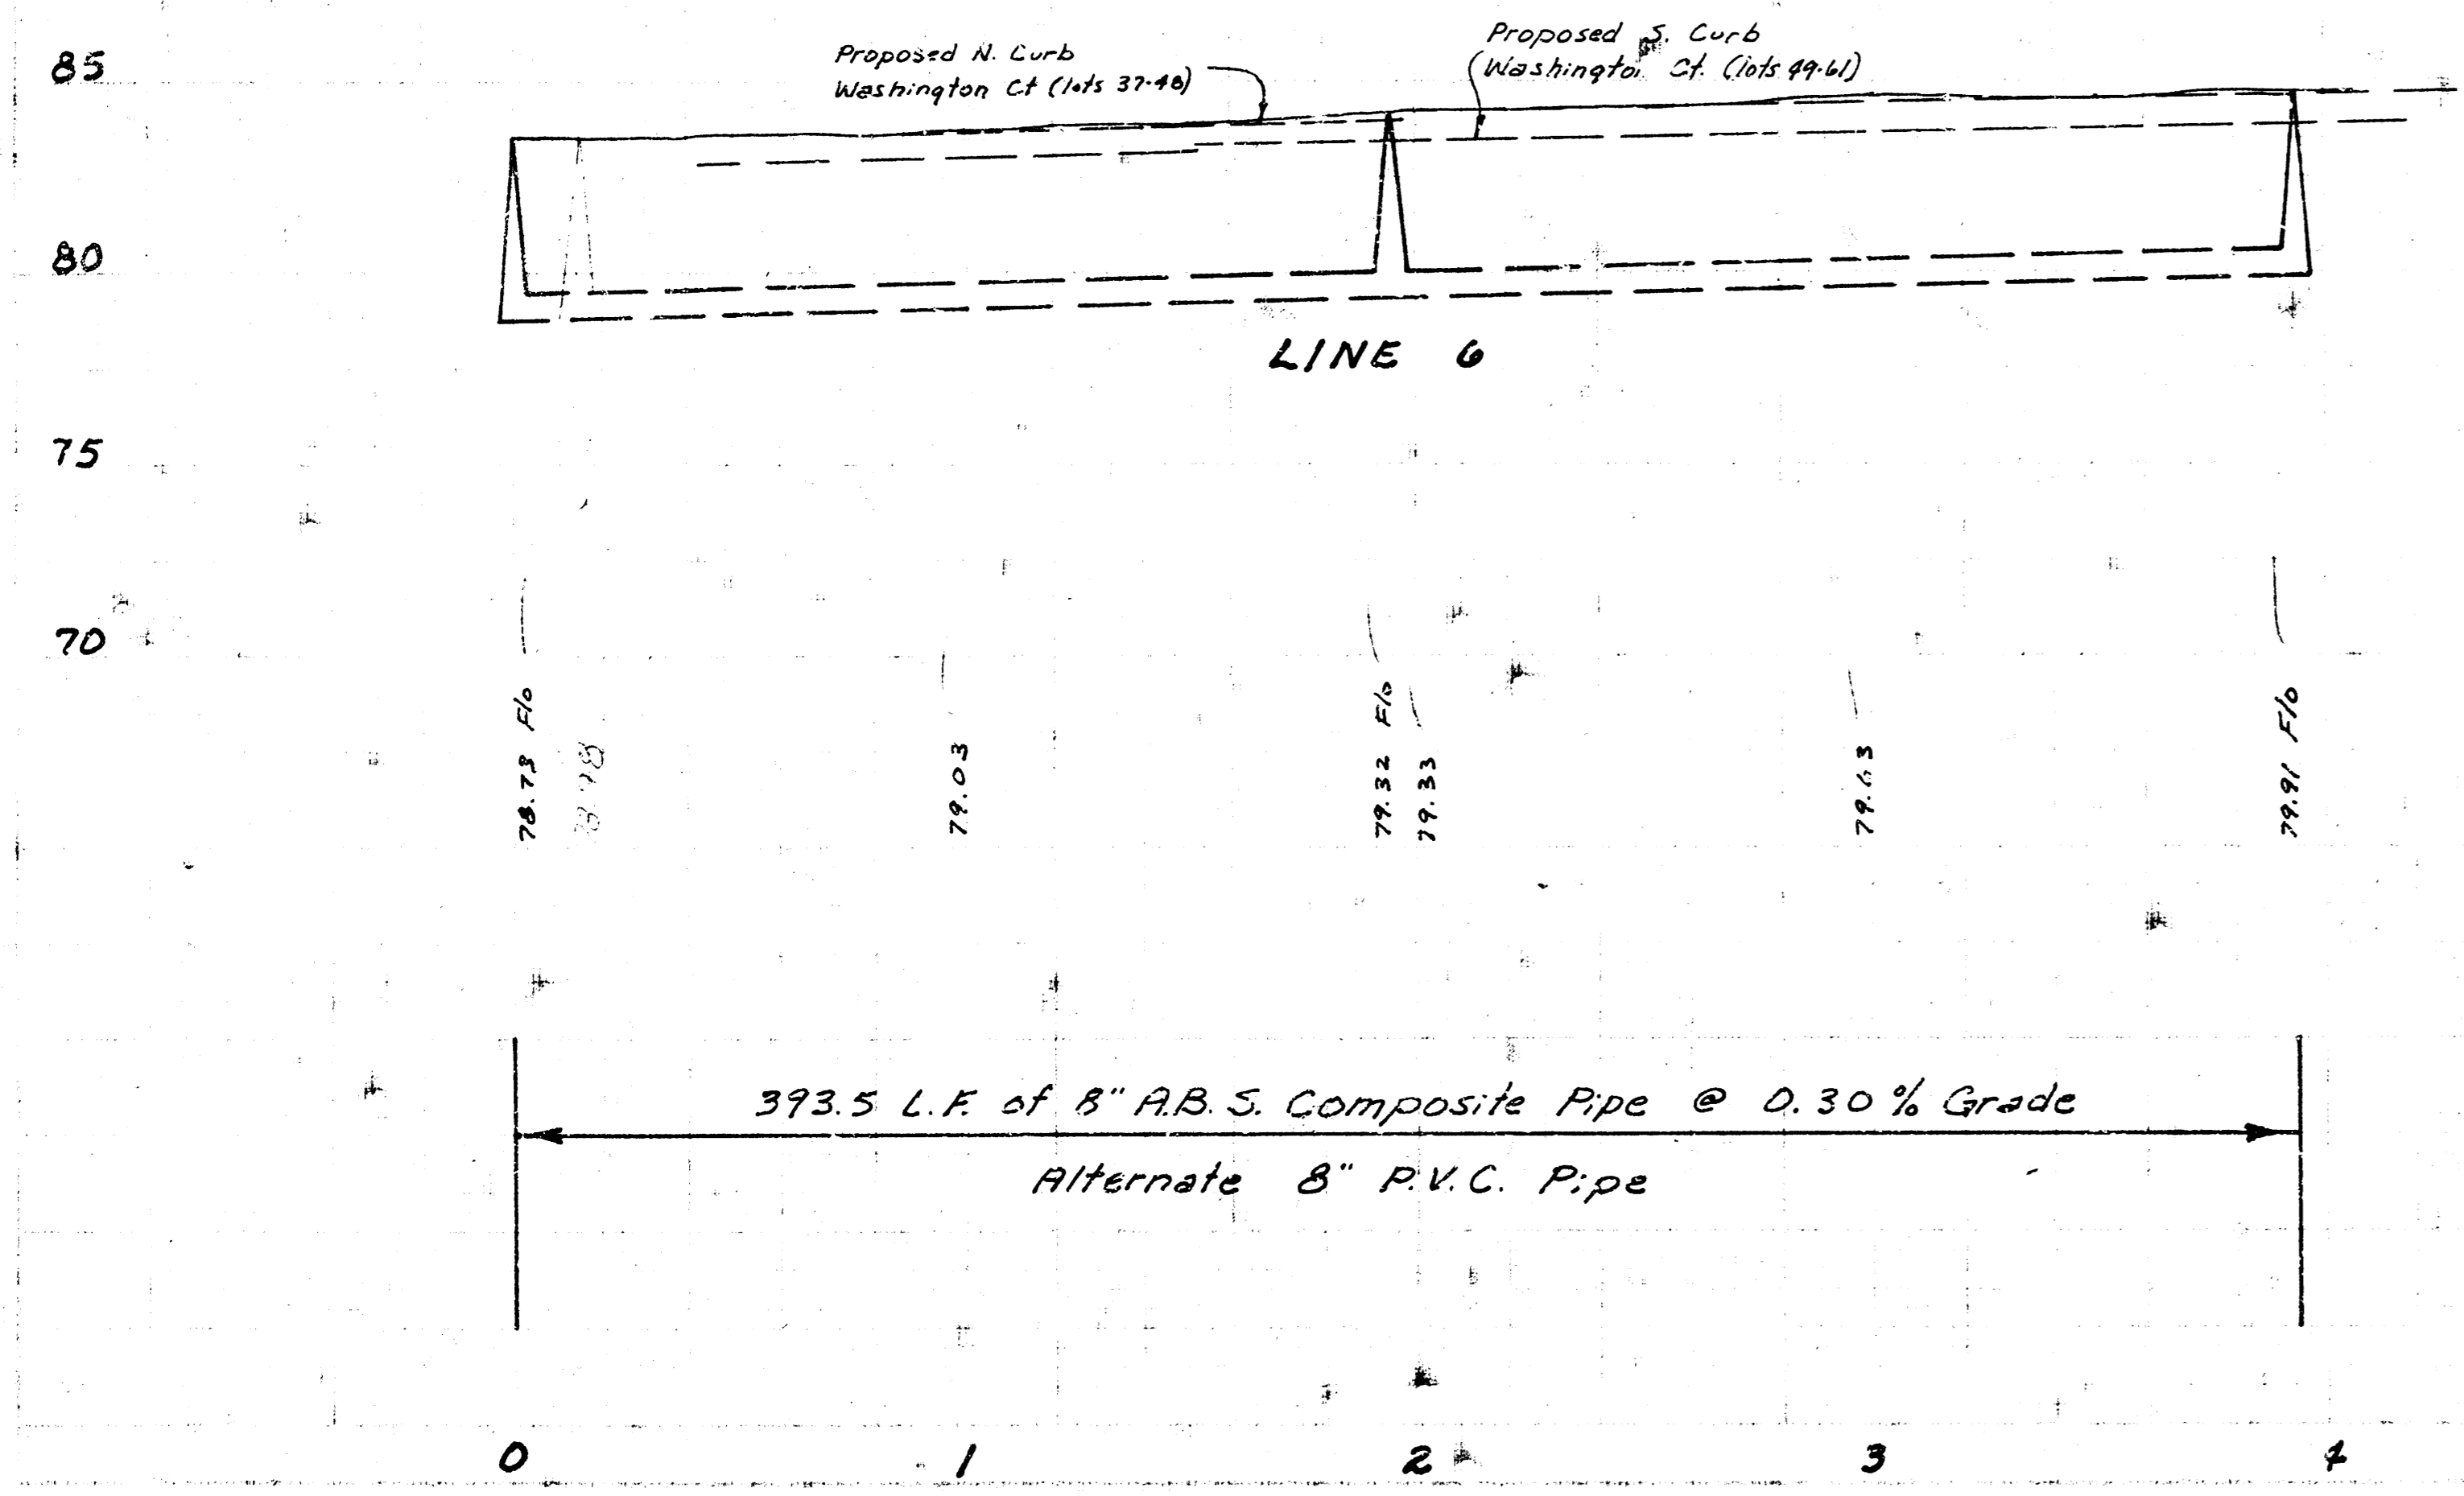 85
Proposed N. Curb
Washington Ct (lots 37-48)
Proposed S. Curb
Washington Ct. (lots 49-61)
80
LINE 6
75
70
78.73 F/o
78.78
79.03
79.32 F/o
79.33
79.63
79.91 F/o
393.5 L.F. of 8" A.B.S. Composite Pipe @ 0.30% Grade
Alternate 8" P.V.C. Pipe
0 1 2 3 4